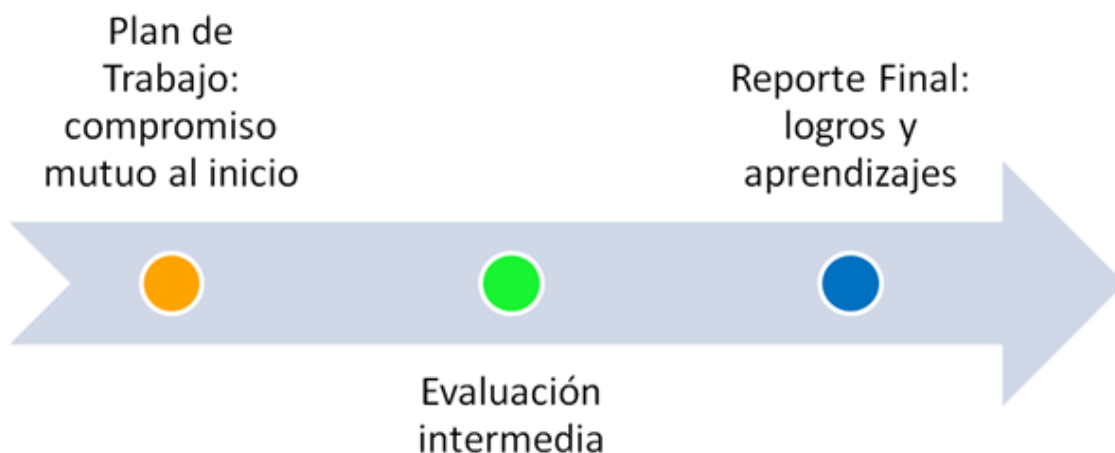 Plan de
Trabajo:
compromiso
mutuo al inicio
Evaluación
intermedia
Reporte Final:
logros y
aprendizajes